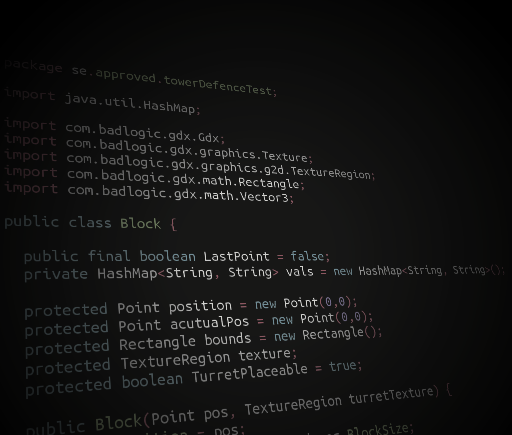 package se.approved.towerDefenceTest;
import java.util.HashMap;
import com.badlogic.gdx.Gdx;
import com.badlogic.gdx.graphics.Texture;
import com.badlogic.gdx.graphics.g2d.TextureRegion;
import com.badlogic.gdx.math.Rectangle;
import com.badlogic.gdx.math.Vector3;
public class Block {
public final boolean LastPoint = false;
private HashMap<String, String> vals = new HashMap<String, String>();
protected Point position = new Point(0,0);
protected Point acutualPos = new Point(0,0);
protected Rectangle bounds = new Rectangle();
protected TextureRegion texture;
protected boolean TurretPlaceable = true;
public Block(Point pos, TextureRegion turretTexture) {
= pos;
BlockSize;